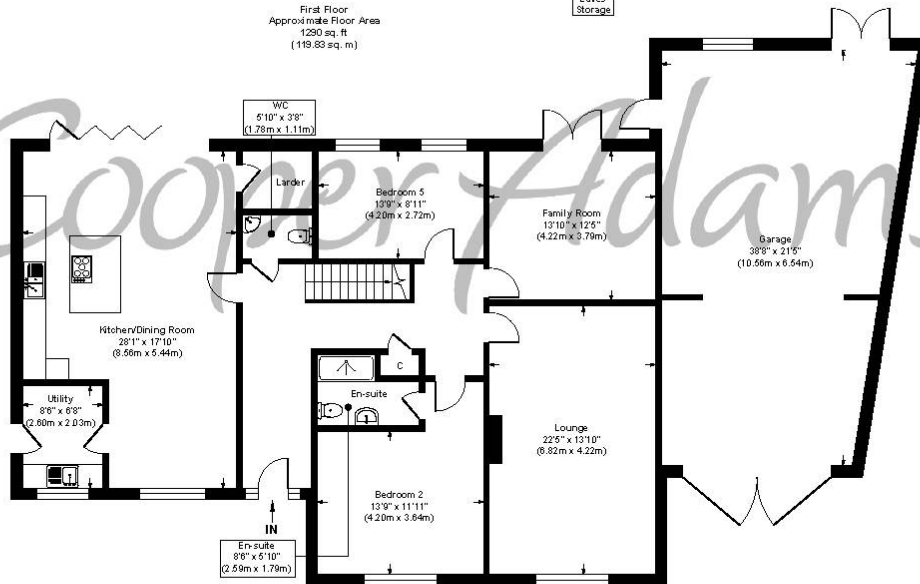 First Floor
Approximate Floor Area
1290 sq. ft
(119.83 sq. m)
Eaves
Storage
WC
5'10" x 3'8"
(1.78m x 1.11m)
Cooper Adams
Larder
Bedroom 5
13'9" x 8'11"
(4.20m x 2.72m)
Family Room
13'10" x 12'5"
(4.22m x 3.79m)
Garage
38'8" x 21'5"
(10.56m x 6.54m)
Kitchen/Dining Room
28'1" x 17'10"
(8.56m x 5.44m)
C
Utility
8'6" x 6'8"
(2.60m x 2.03m)
En-suite
Lounge
22'5" x 13'10"
(6.82m x 4.22m)
Bedroom 2
13'9" x 11'11"
(4.20m x 3.64m)
IN
En-suite
8'6" x 5'10"
(2.59m x 1.79m)